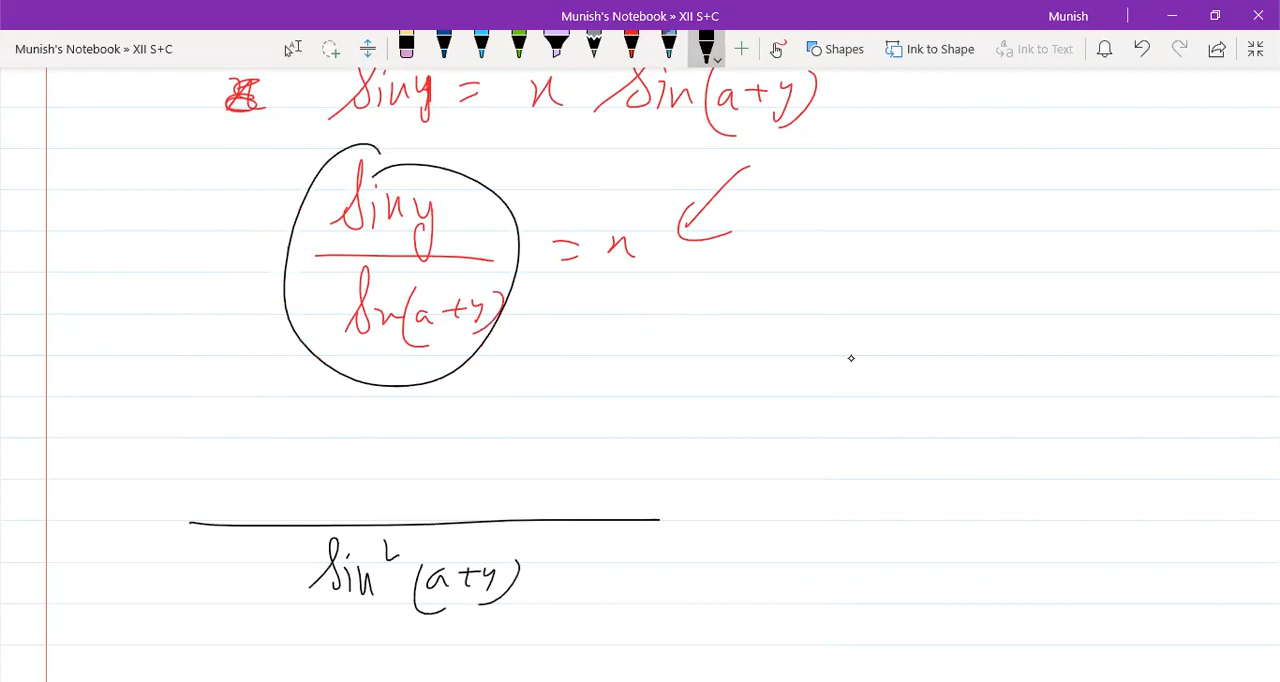 Munish's Notebook » XII S+C
Munish
Munish's Notebook » XII S+C
Shapes
Ink to Shape
Ink to Text
sin y = x sin(a+y)
sin y
= x
sin(a+y)
sin² (a+y)